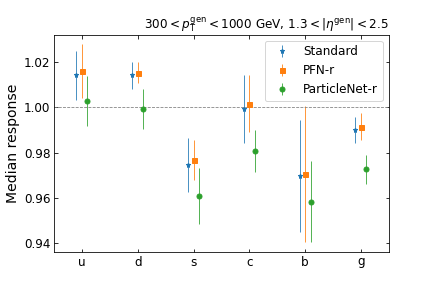 300 < p_T^gen < 1000 GeV, 1.3 < |η^gen| < 2.5
Standard
PFN-r
ParticleNet-r
Median response
1.02
1.00
0.98
0.96
0.94
u d s c b g